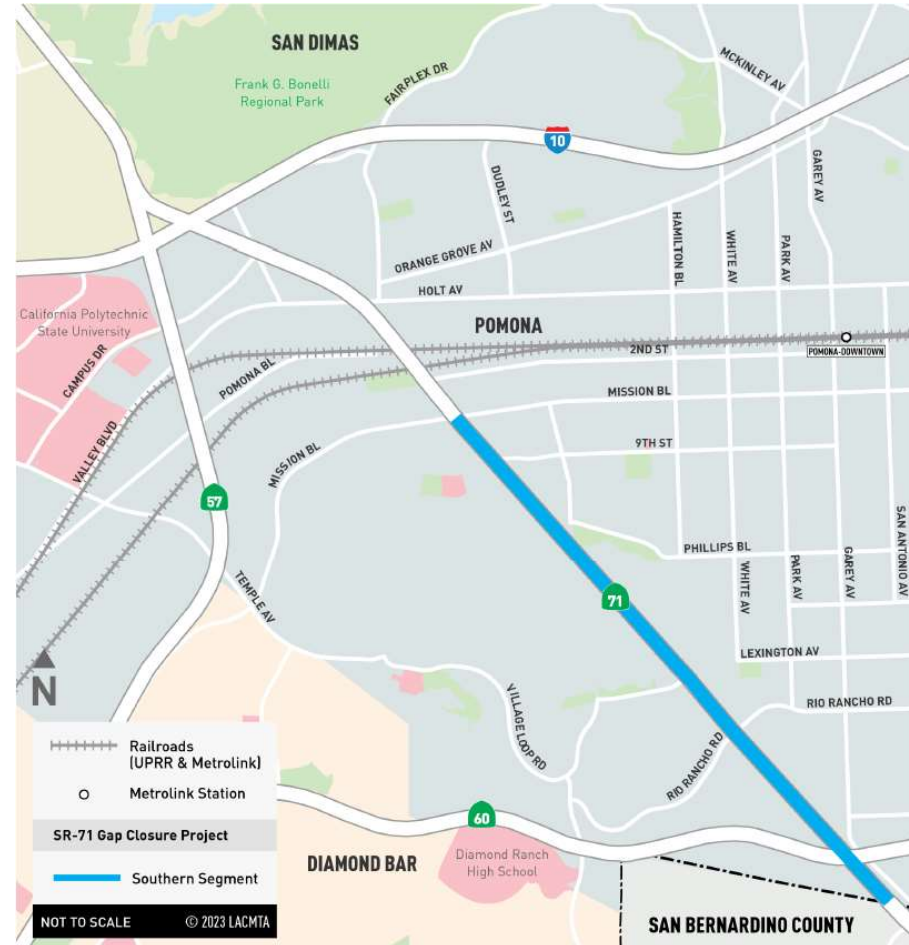 SAN DIMAS
Frank G. Bonelli
Regional Park
FAIRPLEX DR
MCKINLEY AV
10
DUDLEY ST
GAREY AV
HAMILTON BL
WHITE AV
PARK AV
ORANGE GROVE AV
HOLT AV
California Polytechnic
State University
CAMPUS DR
POMONA
POMONA BL
2ND ST
POMONA-DOWNTOWN
MISSION BL
VALLEY BLVD
MISSION BL
9TH ST
57
SAN ANTONIO AV
PHILLIPS BL
TEMPLE AV
71
WHITE AV
PARK AV
GAREY AV
LEXINGTON AV
N
VILLAGE LOOP RD
RIO RANCHO RD
RIO RANCHO RD
60
DIAMOND BAR
Diamond Ranch
High School
SAN BERNARDINO COUNTY
Railroads
(UPRR & Metrolink)
Metrolink Station
SR-71 Gap Closure Project
Southern Segment
NOT TO SCALE © 2023 LACMTA